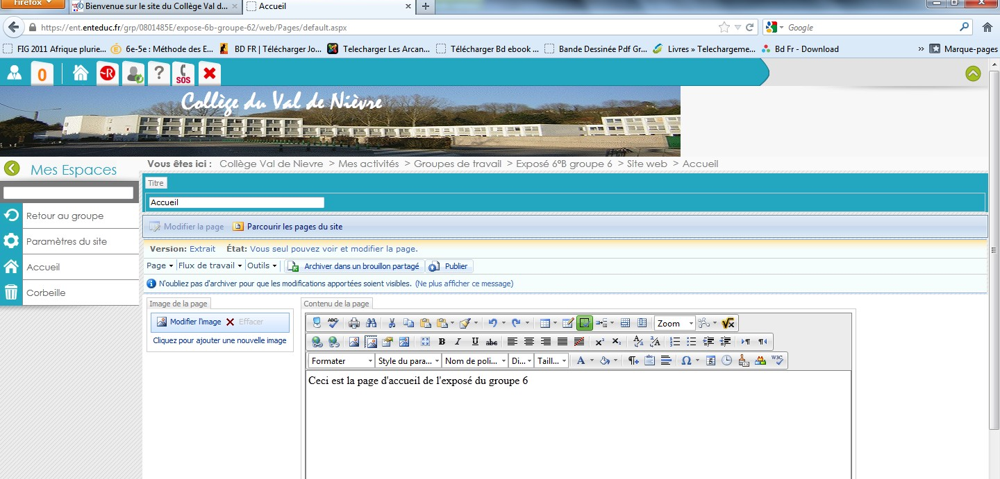 Firefox
Bienvenue sur le site du Collège Val d...
Accueil
https://ent.enteduc.fr/grp/0801485E/expose-6b-groupe-62/web/Pages/default.aspx
Google
FIG 2011 Afrique plurie...
6e-5e : Méthode des E...
BD FR | Télécharger Jo...
Telecharger Les Arcan...
Télécharger Bd ebook ...
Bande Dessinée Pdf Gr...
Livres » Telechargeme...
Bd Fr - Download
»
Marque-pages
0
R
?
SOS
Collège du Val de Nièvre
Mes Espaces
Vous êtes ici : Collège Val de Nievre > Mes activités > Groupes de travail > Exposé 6°B groupe 6 > Site web > Accueil
Titre
Accueil
Retour au groupe
Paramètres du site
Accueil
Corbeille
Modifier la page
Parcourir les pages du site
Version: Extrait État: Vous seul pouvez voir et modifier la page.
Page
Flux de travail
Outils
Archiver dans un brouillon partagé
Publier
N'oubliez pas d'archiver pour que les modifications apportées soient visibles. (Ne plus afficher ce message)
Image de la page
Modifier l'image
Effacer
Cliquez pour ajouter une nouvelle image
Contenu de la page
ABC
Zoom
B I U abc
Formater
Style du para...
Nom de poli...
Di...
Taill...
A
Ω
W3C
Ceci est la page d'accueil de l'exposé du groupe 6